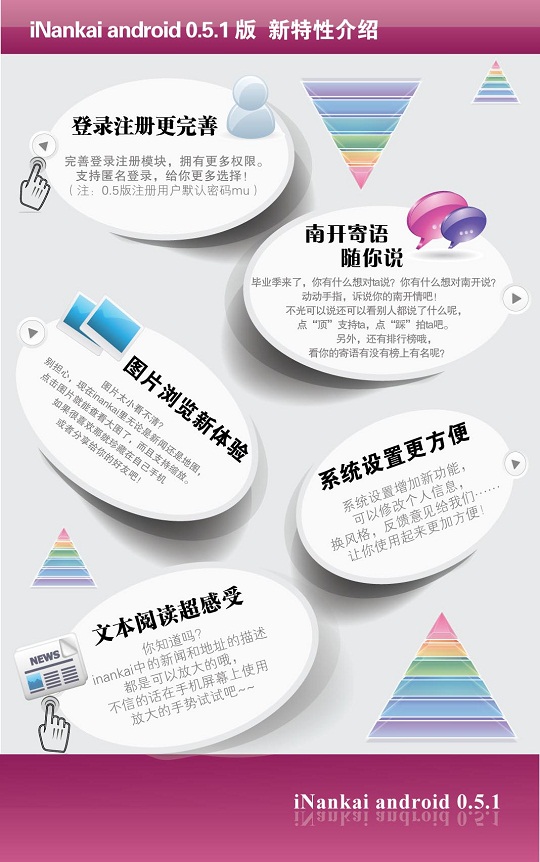 iNankai android 0.5.1 版 新特性介绍
登录注册更完善
完善登录注册模块，拥有更多权限。
支持匿名登录，给你更多选择！
（注：0.5版注册用户默认密码mu）
南开寄语
随你说
毕业季来了，你有什么想对ta说？你有什么想对南开说？
动动手指，诉说你的南开情吧！
不光可以说还可以看别人都说了什么呢，
点“顶”支持ta，点“踩”拍ta吧。
另外，还有排行榜哦，
看你的寄语有没有榜上有名呢？
图片浏览新体验
图片太小看不清？
别担心，现在inankai里无论是新闻还是地图，
点击图片就能查看大图了，而且支持缩放。
如果很喜欢那就珍藏在自己手机
或者分享给你的好友吧！
系统设置更方便
系统设置增加新功能，
可以修改个人信息，
换风格，反馈意见给我们……
让你使用起来更加方便！
文本阅读超感受
NEWS
你知道吗？
inankai中的新闻和地址的描述
都是可以放大的哦，
不信的话在手机屏幕上使用
放大的手势试试吧~~
iNankai android 0.5.1